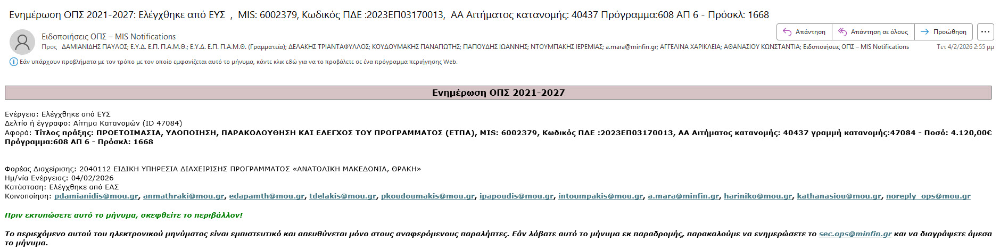 Ενημέρωση ΟΠΣ 2021-2027: Ελέγχθηκε από ΕΥΣ , MIS: 6002379, Κωδικός ΠΔΕ :2023ΕΠ03170013, ΑΑ Αιτήματος κατανομής: 40437 Πρόγραμμα:608 ΑΠ 6 - Πρόσκλ: 1668
Απάντηση
Απάντηση σε όλους
Προώθηση
Ειδοποιήσεις ΟΠΣ – MIS Notifications
Προς ΔΑΜΙΑΝΙΔΗΣ ΠΑΥΛΟΣ; Ε.Υ.Δ. Ε.Π. Π.Α.Μ.Θ.; Ε.Υ.Δ. Ε.Π. Π.Α.Μ.Θ. (Γραμματεία); ΔΕΛΑΚΗΣ ΤΡΙΑΝΤΑΦΥΛΛΟΣ; ΚΟΥΔΟΥΜΑΚΗΣ ΠΑΝΑΓΙΩΤΗΣ; ΠΑΠΟΥΔΗΣ ΙΩΑΝΝΗΣ; ΝΤΟΥΜΠΑΚΗΣ ΙΕΡΕΜΙΑΣ; a.mara@minfin.gr; ΑΓΓΕΛΙΝΑ ΧΑΡΙΚΛΕΙΑ; ΑΘΑΝΑΣΙΟΥ ΚΩΝΣΤΑΝΤΙΑ; Ειδοποιήσεις ΟΠΣ – MIS Notifications
Τετ 4/2/2026 2:55 μμ
Εάν υπάρχουν προβλήματα με τον τρόπο με τον οποίο εμφανίζεται αυτό το μήνυμα, κάντε κλικ εδώ για να το προβάλετε σε ένα πρόγραμμα περιήγησης Web.
Ενημέρωση ΟΠΣ 2021-2027
Ενέργεια: Ελέγχθηκε από ΕΥΣ
Δελτίο ή έγγραφο: Αίτημα Κατανομών (ID 47084)
Αφορά: Τίτλος πράξης: ΠΡΟΕΤΟΙΜΑΣΙΑ, ΥΛΟΠΟΙΗΣΗ, ΠΑΡΑΚΟΛΟΥΘΗΣΗ ΚΑΙ ΕΛΕΓΧΟΣ ΤΟΥ ΠΡΟΓΡΑΜΜΑΤΟΣ (ΕΤΠΑ), MIS: 6002379, Κωδικός ΠΔΕ :2023ΕΠ03170013, ΑΑ Αιτήματος κατανομής: 40437 γραμμή κατανομής:47084 - Ποσό: 4.120,00€
Πρόγραμμα:608 ΑΠ 6 - Πρόσκλ: 1668
Φορέας Διαχείρισης: 2040112 ΕΙΔΙΚΗ ΥΠΗΡΕΣΙΑ ΔΙΑΧΕΙΡΙΣΗΣ ΠΡΟΓΡΑΜΜΑΤΟΣ «ΑΝΑΤΟΛΙΚΗ ΜΑΚΕΔΟΝΙΑ, ΘΡΑΚΗ»
Ημ/νία Ενέργειας: 04/02/2026
Κατάσταση: Ελέγχθηκε από ΕΑΣ
Κοινοποίηση: pdamianidis@mou.gr, anmathraki@mou.gr, edapamth@mou.gr, tdelakis@mou.gr, pkoudoumakis@mou.gr, ipapoudis@mou.gr, intoumpakis@mou.gr, a.mara@minfin.gr, hariniko@mou.gr, kathanasiou@mou.gr, noreply_ops@mou.gr
Πριν εκτυπώσετε αυτό το μήνυμα, σκεφθείτε το περιβάλλον!
Το περιεχόμενο αυτού του ηλεκτρονικού μηνύματος είναι εμπιστευτικό και απευθύνεται μόνο στους αναφερόμενους παραλήπτες. Εάν λάβατε αυτό το μήνυμα εκ παραδρομής, παρακαλούμε να ενημερώσετε το sec.ops@minfin.gr και να διαγράψετε άμεσα
το μήνυμα.